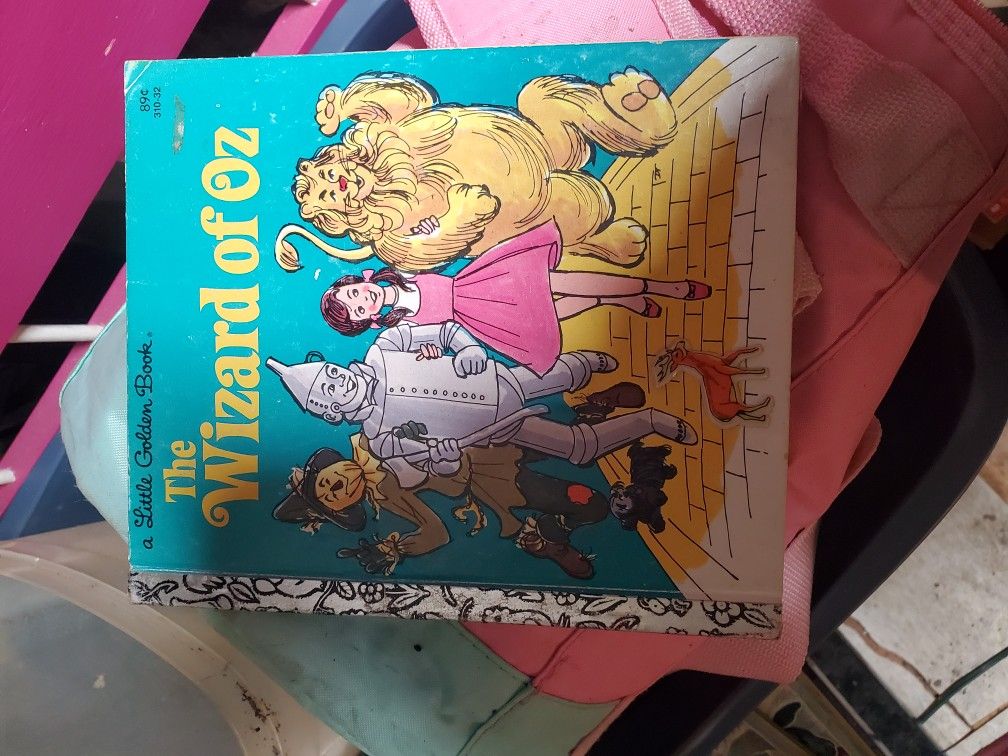 89¢
310-32
a Little Golden Book®
The
Wizard of Oz